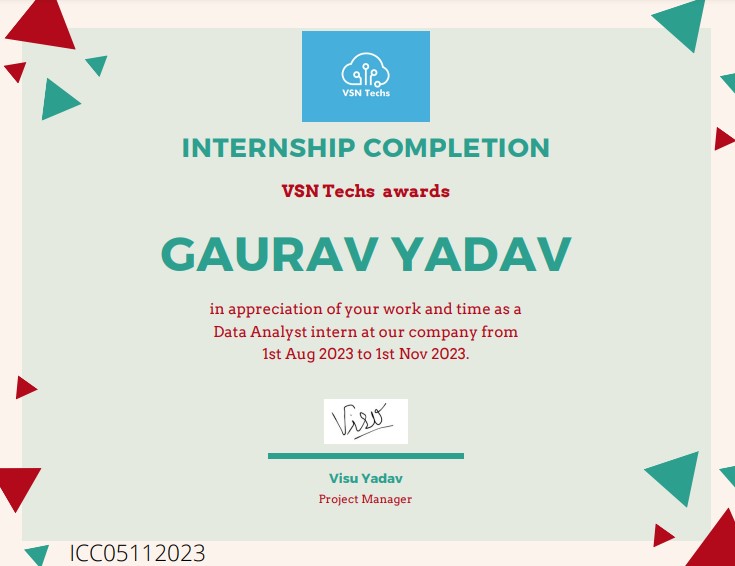 VSN Techs
INTERNSHIP COMPLETION
VSN Techs awards
GAURAV YADAV
in appreciation of your work and time as a
Data Analyst intern at our company from
1st Aug 2023 to 1st Nov 2023.
Visu
Visu Yadav
Project Manager
ICC05112023